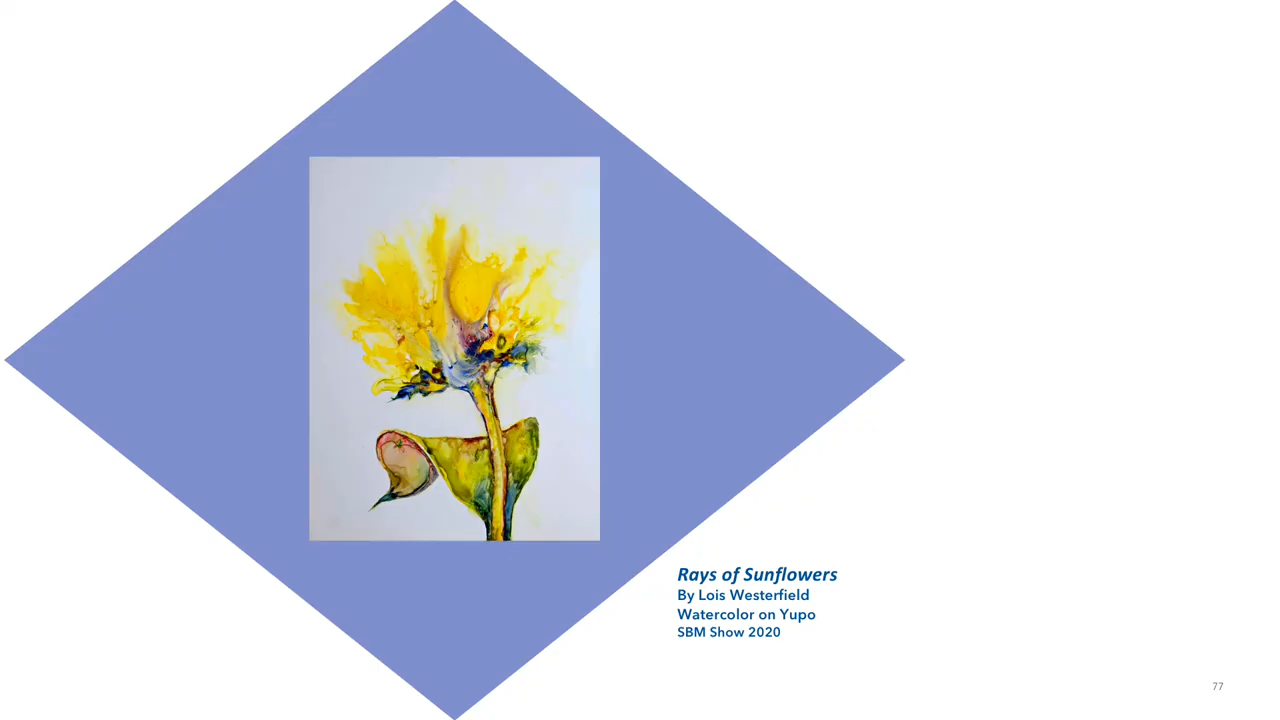 Rays of Sunflowers
By Lois Westerfield
Watercolor on Yupo
SBM Show 2020
77